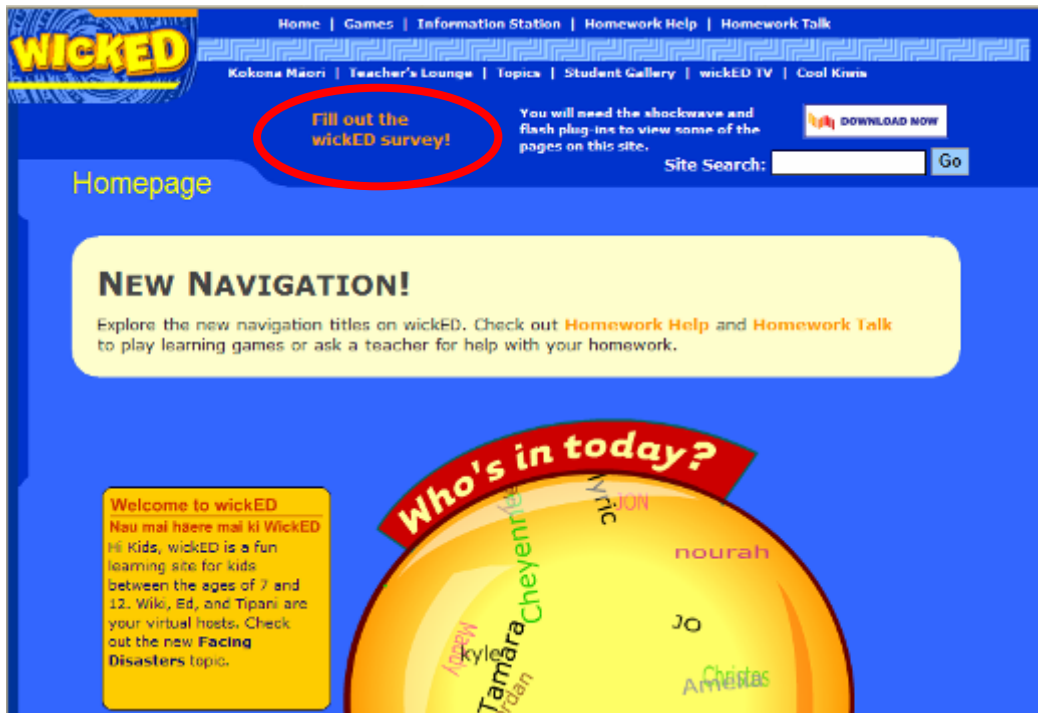 WICKED
Home | Games | Information Station | Homework Help | Homework Talk
Kokona Māori | Teacher's Lounge | Topics | Student Gallery | wickED TV | Cool Kiwis
Fill out the
wickED survey!
You will need the shockwave and
flash plug-ins to view some of the
pages on this site.
DOWNLOAD NOW
Site Search:
Go
Homepage
NEW NAVIGATION!
Explore the new navigation titles on wickED. Check out Homework Help and Homework Talk
to play learning games or ask a teacher for help with your homework.
Who's in today?
Welcome to wickED
Nau mai haere mai ki WickED
Hi Kids, wickED is a fun
learning site for kids
between the ages of 7 and
12. Wiki, Ed, and Tipani are
your virtual hosts. Check
out the new Facing
Disasters topic.
lyric
JON
Cheyenne
nourah
JO
Maddy
kyle
Tamara
Jordan
Christas
Amelia